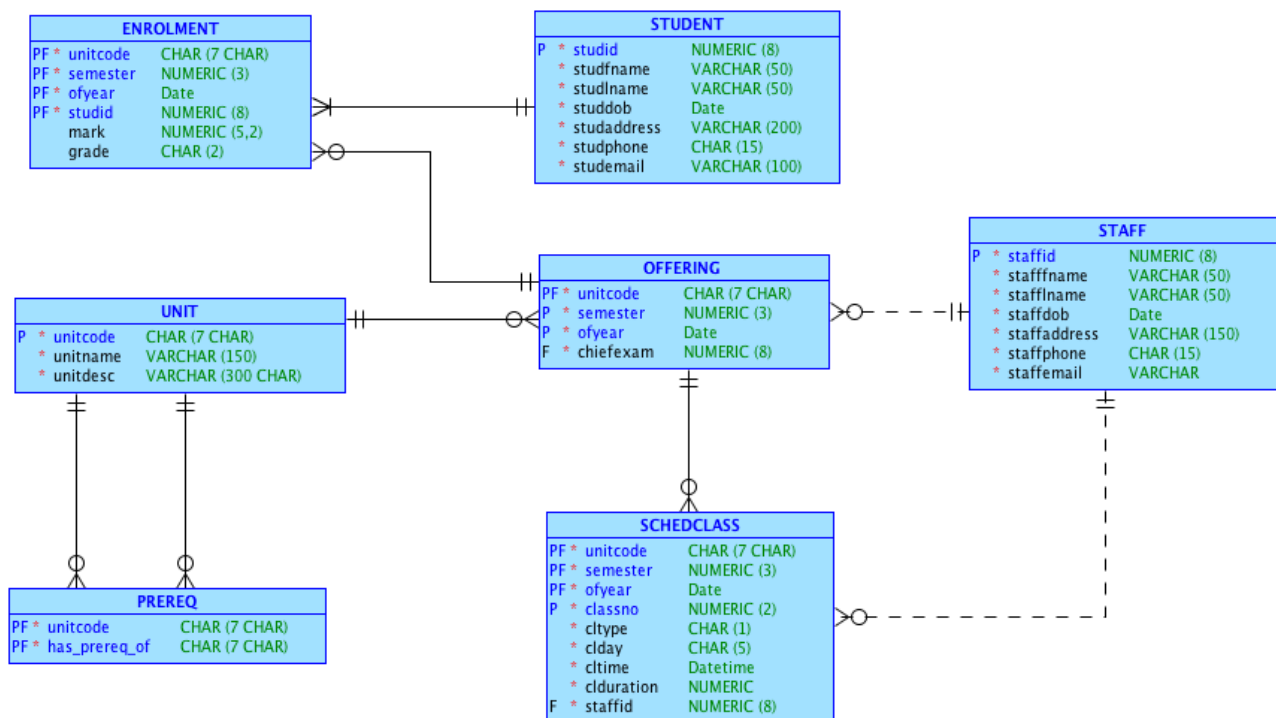 ENROLMENT
PF * unitcode CHAR (7 CHAR)
PF * semester NUMERIC (3)
PF * ofyear Date
PF * studid NUMERIC (8)
mark NUMERIC (5,2)
grade CHAR (2)
STUDENT
P * studid NUMERIC (8)
* studfname VARCHAR (50)
* studlname VARCHAR (50)
* studdob Date
* studaddress VARCHAR (200)
* studphone CHAR (15)
* studemail VARCHAR (100)
STAFF
P * staffid NUMERIC (8)
* stafffname VARCHAR (50)
* stafflname VARCHAR (50)
* staffdob Date
* staffaddress VARCHAR (150)
* staffphone CHAR (15)
* staffemail VARCHAR
OFFERING
PF * unitcode CHAR (7 CHAR)
P * semester NUMERIC (3)
P * ofyear Date
F * chiefexam NUMERIC (8)
UNIT
P * unitcode CHAR (7 CHAR)
* unitname VARCHAR (150)
* unitdesc VARCHAR (300 CHAR)
SCHEDCLASS
PF * unitcode CHAR (7 CHAR)
PF * semester NUMERIC (3)
PF * ofyear Date
P * classno NUMERIC (2)
* cltype CHAR (1)
* clday CHAR (5)
* cltime Datetime
* clduration NUMERIC
F * staffid NUMERIC (8)
PREREQ
PF * unitcode CHAR (7 CHAR)
PF * has_prereq_of CHAR (7 CHAR)